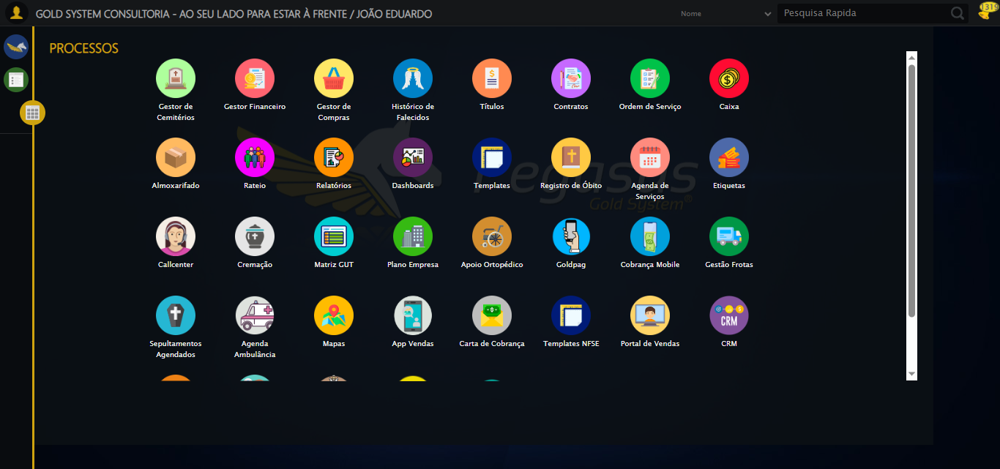 GOLD SYSTEM CONSULTORIA - AO SEU LADO PARA ESTAR À FRENTE / JOÃO EDUARDO
Nome
Pesquisa Rapida
1319
PROCESSOS
Gestor de
Cemitérios
Gestor Financeiro
Gestor de
Compras
Histórico de
Falecidos
Títulos
Contratos
Ordem de Serviço
Caixa
Almoxarifado
Rateio
Relatórios
Dashboards
Templates
Registro de Óbito
Agenda de
Serviços
Etiquetas
Pegasus
Gold System®
Callcenter
Cremação
Matriz GUT
Plano Empresa
Apoio Ortopédico
Goldpag
Cobrança Mobile
Gestão Frotas
Sepultamentos
Agendados
Agenda
Ambulância
Mapas
App Vendas
Carta de Cobrança
Templates NFSE
Portal de Vendas
CRM
CRM